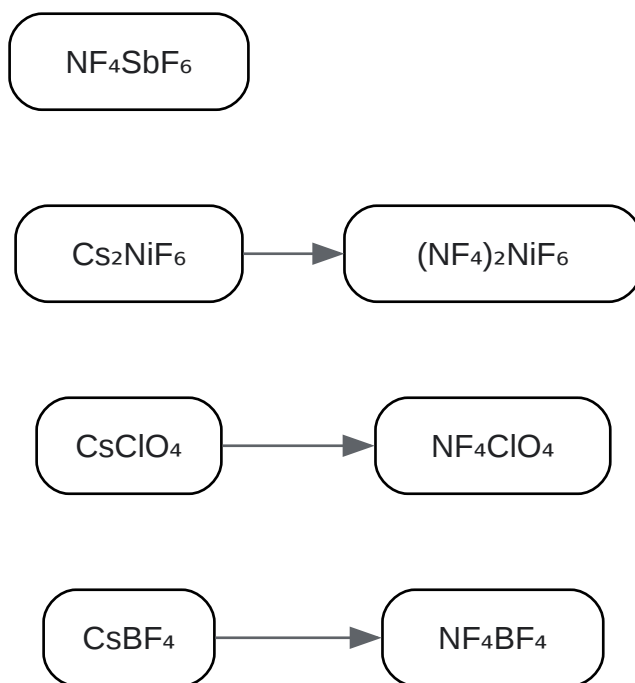 NF₄SbF₆
Cs₂NiF₆
(NF₄)₂NiF₆
CsClO₄
NF₄ClO₄
CsBF₄
NF₄BF₄